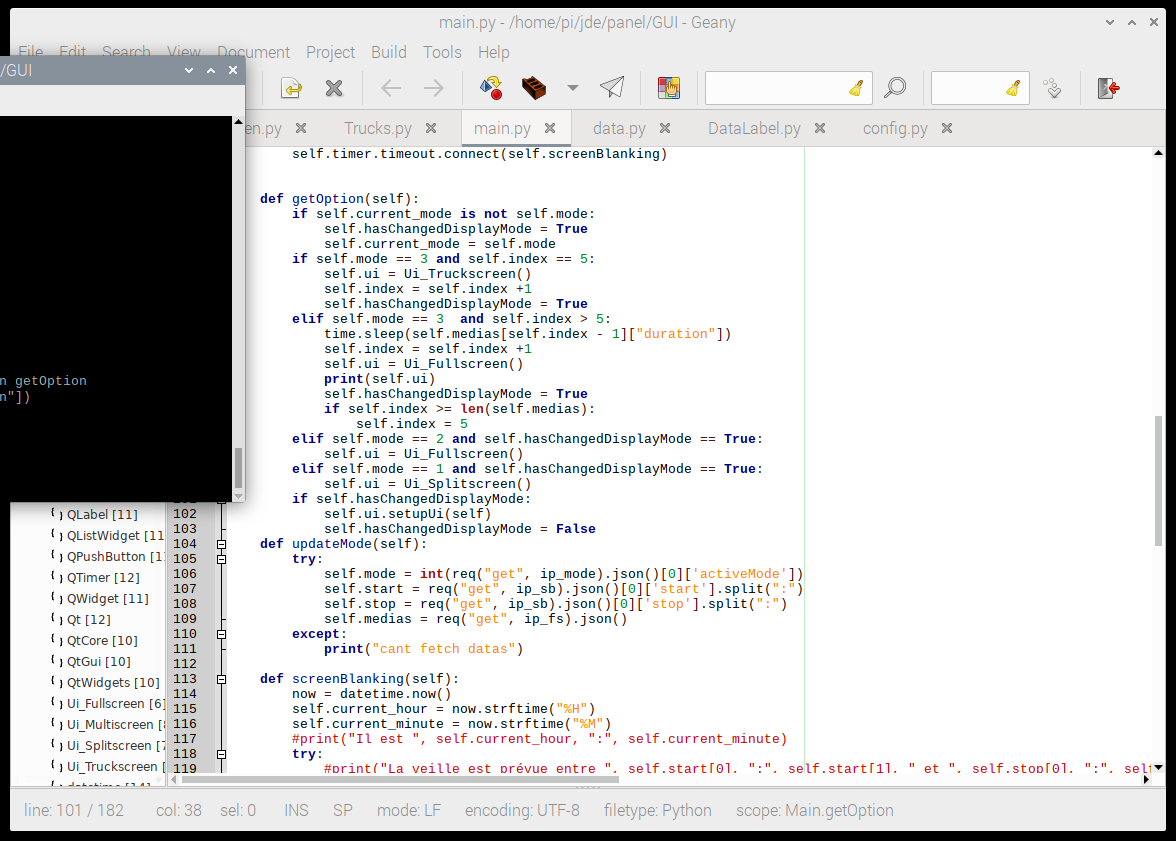 main.py - /home/pi/jde/panel/GUI - Geany
File Edit Search View Document Project Build Tools Help
/GUI
en.py Trucks.py main.py data.py DataLabel.py config.py
self.timer.timeout.connect(self.screenBlanking)
def getOption(self):
if self.current_mode is not self.mode:
self.hasChangedDisplayMode = True
self.current_mode = self.mode
if self.mode == 3 and self.index == 5:
self.ui = Ui_Truckscreen()
self.index = self.index +1
self.hasChangedDisplayMode = True
elif self.mode == 3  and self.index > 5:
time.sleep(self.medias[self.index - 1]["duration"])
self.index = self.index +1
self.ui = Ui_Fullscreen()
print(self.ui)
self.hasChangedDisplayMode = True
if self.index >= len(self.medias):
self.index = 5
elif self.mode == 2 and self.hasChangedDisplayMode == True:
self.ui = Ui_Fullscreen()
elif self.mode == 1 and self.hasChangedDisplayMode == True:
self.ui = Ui_Splitscreen()
if self.hasChangedDisplayMode:
102 self.ui.setupUi(self)
103 self.hasChangedDisplayMode = False
104 def updateMode(self):
105 try:
106 self.mode = int(req("get", ip_mode).json()[0]['activeMode'])
107 self.start = req("get", ip_sb).json()[0]['start'].split(":")
108 self.stop = req("get", ip_sb).json()[0]['stop'].split(":")
109 self.medias = req("get", ip_fs).json()
110 except:
111 print("cant fetch datas")
112
113 def screenBlanking(self):
114 now = datetime.now()
115 self.current_hour = now.strftime("%H")
116 self.current_minute = now.strftime("%M")
117 #print("Il est ", self.current_hour, ":", self.current_minute)
118 try:
119 #print("La veille est prévue entre ", self.start[0], ":", self.start[1], " et ", self.stop[0], ":", sel
n getOption
n"])
QLabel [11]
QListWidget [11
QPushButton [1
QTimer [12]
QWidget [11]
Qt [12]
QtCore [10]
QtGui [10]
QtWidgets [10]
Ui_Fullscreen [6]
Ui_Multiscreen [8
Ui_Splitscreen [7
Ui_Truckscreen [
datetime [14]
line: 101 / 182 col: 38 sel: 0 INS SP mode: LF encoding: UTF-8 filetype: Python scope: Main.getOption